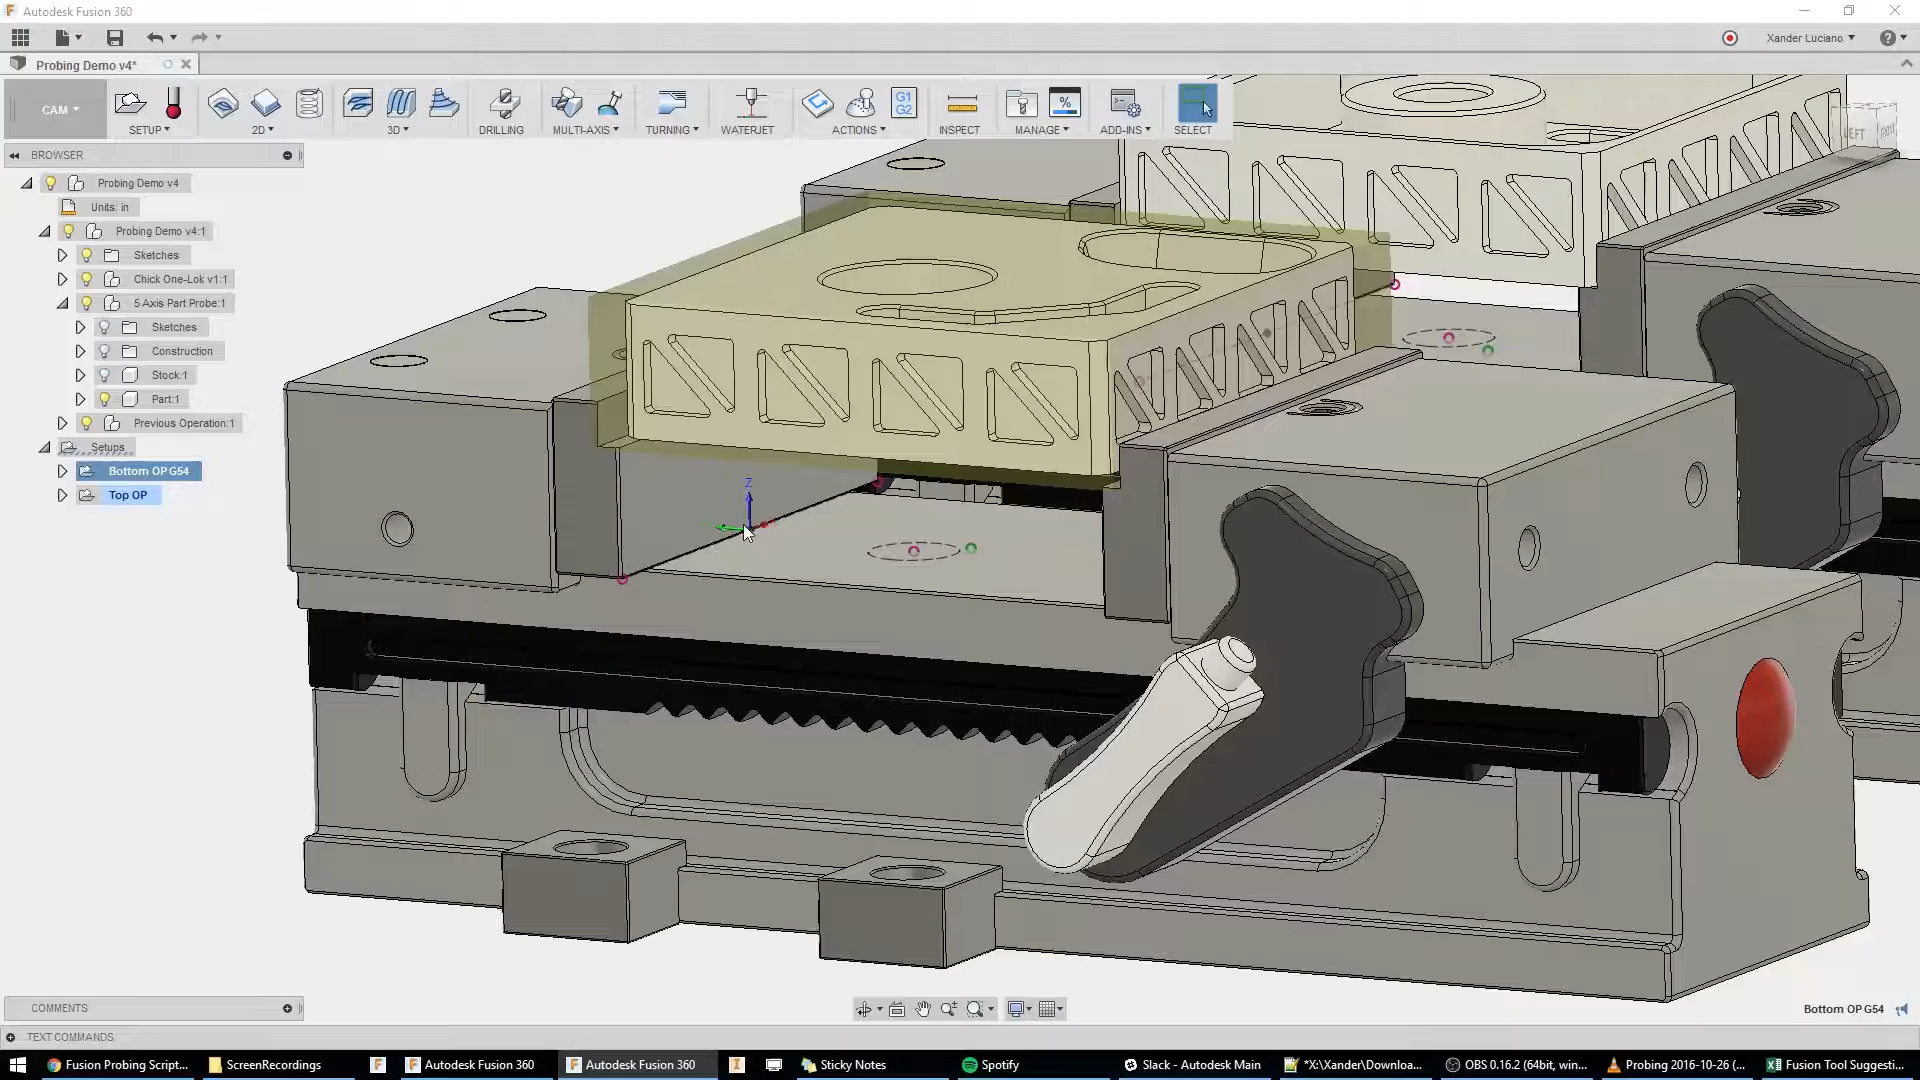 Autodesk Fusion 360
Xander Luciano
Probing Demo v4*
CAM
SETUP
2D
3D
DRILLING
MULTI-AXIS
TURNING
WATERJET
G1
G2
ACTIONS
INSPECT
%
MANAGE
ADD-INS
SELECT
LEFT
BROWSER
Probing Demo v4
Units: in
Probing Demo v4:1
Sketches
Chick One-Lok v1:1
5 Axis Part Probe:1
Sketches
Construction
Stock:1
Part:1
Previous Operation:1
Setups
Bottom OP G54
Top OP
Z
COMMENTS
Bottom OP G54
TEXT COMMANDS
Fusion Probing Script...
ScreenRecordings
Autodesk Fusion 360
Autodesk Fusion 360
Sticky Notes
Spotify
Slack - Autodesk Main
*X:\Xander\Downloa...
OBS 0.16.2 (64bit, win...
Probing 2016-10-26 (...
Fusion Tool Suggesti...